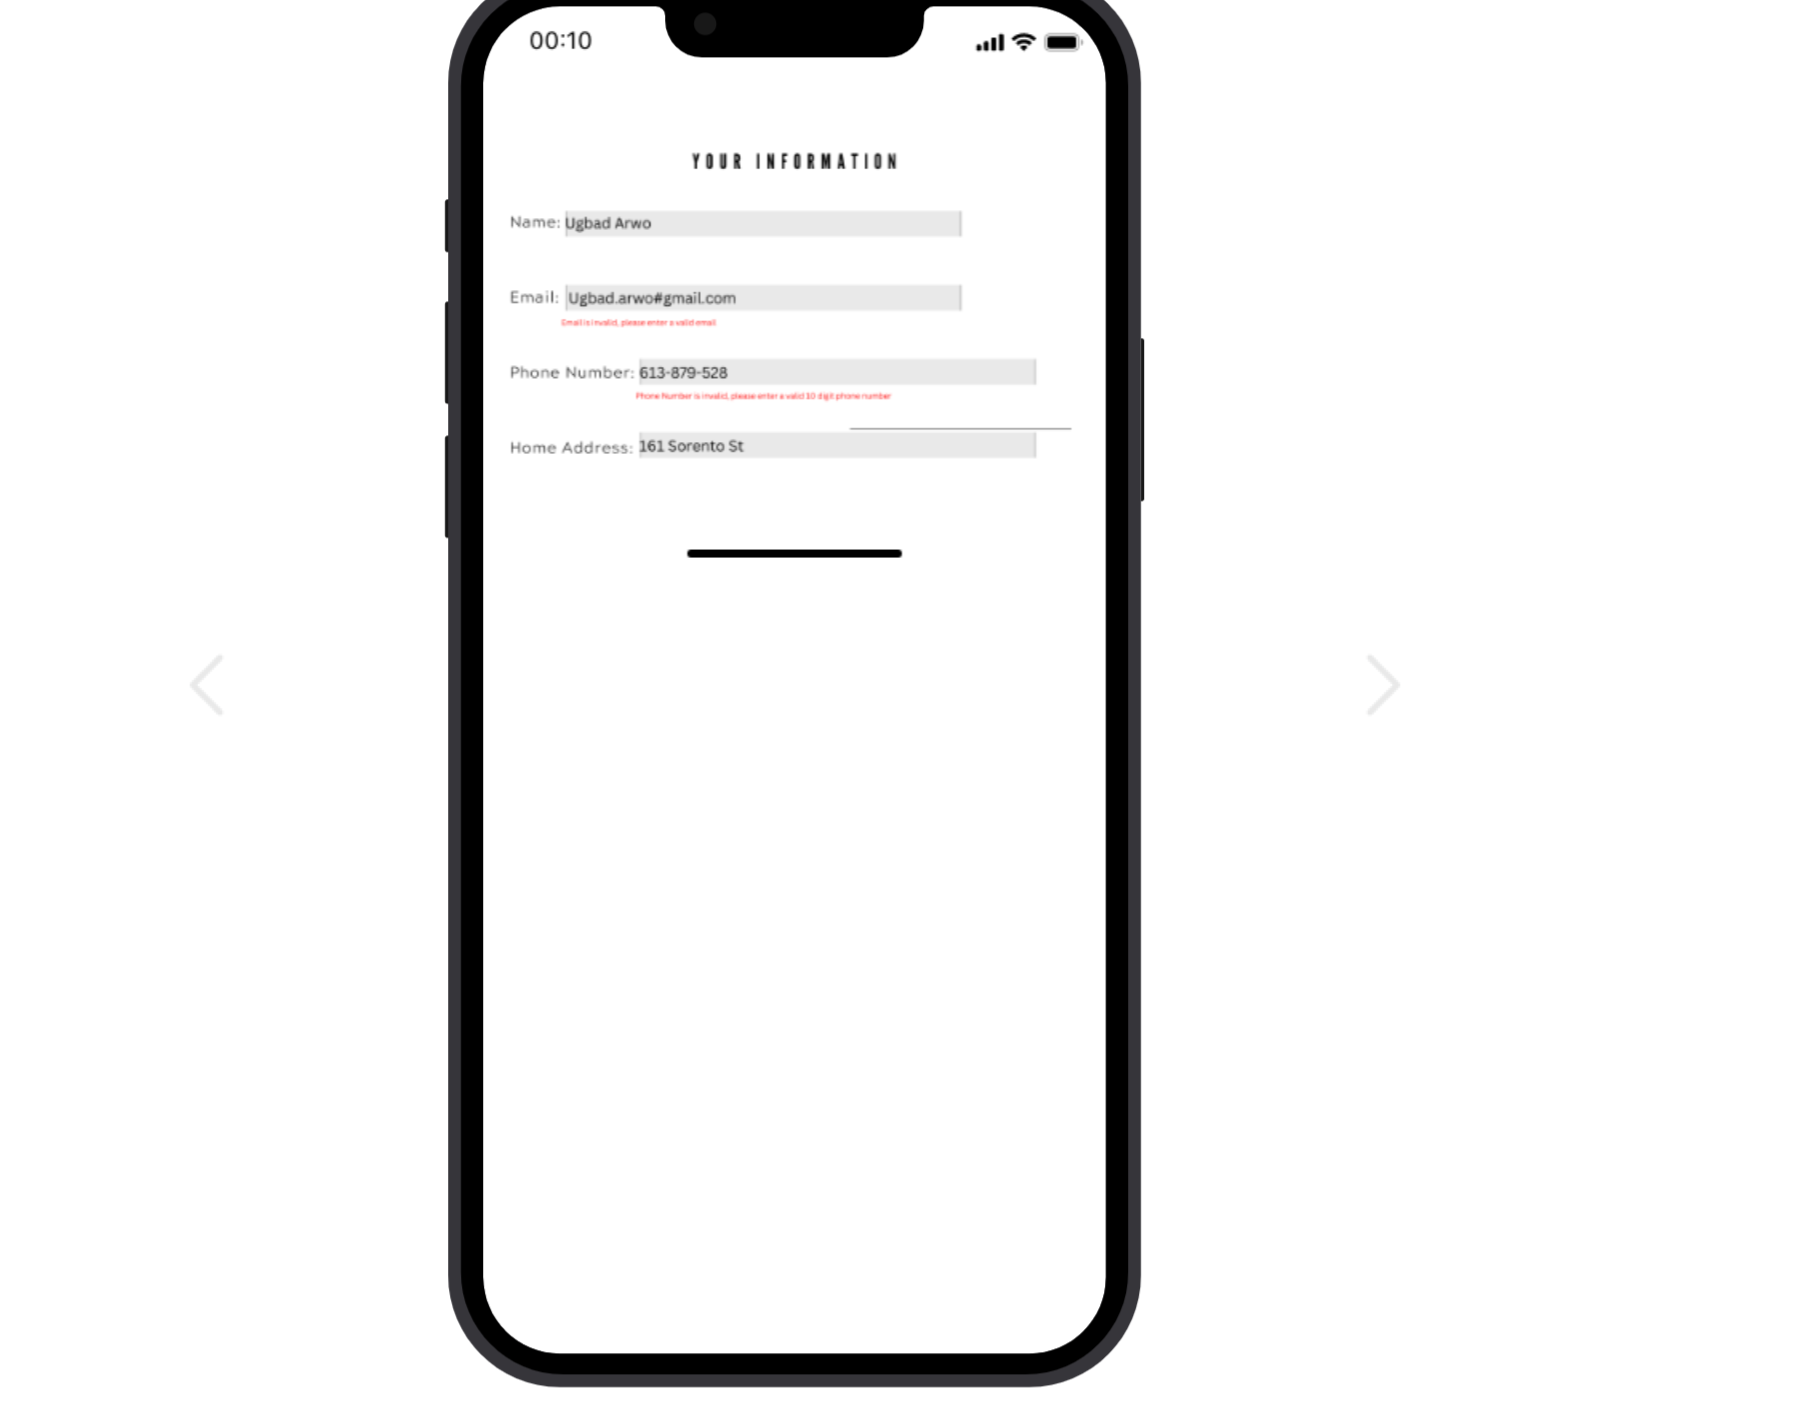 00:10
YOUR INFORMATION
Name: Ugbad Arwo
Email: Ugbad.arwo#gmail.com
Email is invalid, please enter a valid email
Phone Number: 613-879-528
Phone Number is invalid, please enter a valid 10 digit phone number
Home Address: 161 Sorento St